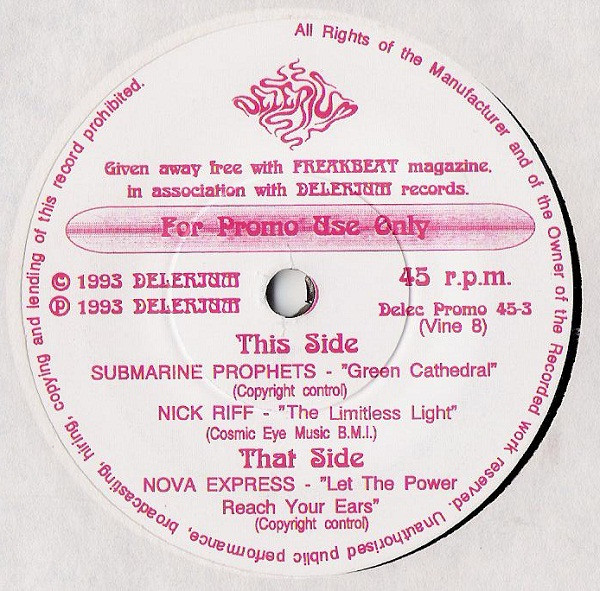 All Rights of the Manufacturer and of the Owner of the Recorded work reserved. Unauthorised public performance, broadcasting, hiring, copying and lending of this record prohibited.
DELERIUM
Given away free with FREAKBEAT magazine,
in association with DELERIUM records.
For Promo Use Only
© 1993 DELERIUM
℗ 1993 DELERIUM
45 r.p.m.
Delec Promo 45-3
(Vine 8)
This Side
SUBMARINE PROPHETS - "Green Cathedral"
(Copyright control)
NICK RIFF - "The Limitless Light"
(Cosmic Eye Music B.M.I.)
That Side
NOVA EXPRESS - "Let The Power
Reach Your Ears"
(Copyright control)